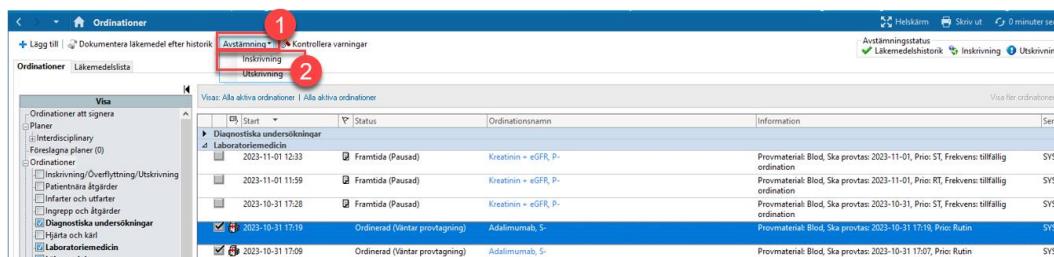 1
Ordinationer
Helskärm Skriv ut 0 minuter se
Lägg till Dokumentera läkemedel efter historik Avstämning Kontrollera varningar
Avstämningsstatus
Läkemedelshistorik Inskrivning Utskrivnin
Inskrivning
2
Utskrivning
Ordinationer Läkemedelslista
Visa
Visas: Alla aktiva ordinationer | Alla aktiva ordinationer Visa fler ordinatione
Ordinationer att signera
Planer
Interdisciplinary
Föreslagna planer (0)
Ordinationer
Inskrivning/Överflyttning/Utskrivning
Patientnära åtgärder
Infarter och utfarter
Ingrepp och åtgärder
Diagnostiska undersökningar
Hjärta och kärl
Laboratoriemedicin
Start Status Ordinationsnamn Information Ser
Diagnostiska undersökningar
Laboratoriemedicin
2023-11-01 12:33 Framtida (Pausad) Kreatinin + eGFR, P- Provmaterial: Blod, Ska provtas: 2023-11-01, Prio: ST, Frekvens: tillfällig SYS
ordination
2023-11-01 11:59 Framtida (Pausad) Kreatinin + eGFR, P- Provmaterial: Blod, Ska provtas: 2023-11-01, Prio: RT, Frekvens: tillfällig SYS
ordination
2023-10-31 17:28 Framtida (Pausad) Kreatinin + eGFR, P- Provmaterial: Blod, Ska provtas: 2023-10-31, Prio: ST, Frekvens: tillfällig SYS
ordination
2023-10-31 17:19 Ordinerad (Väntar provtagning) Adalimumab, S- Provmaterial: Blod, Ska provtas: 2023-10-31 17:19, Prio: Rutin SYS
2023-10-31 17:09 Ordinerad (Väntar provtagning) Adalimumab, S- Provmaterial: Blod, Ska provtas: 2023-10-31 17:07, Prio: Rutin SYS